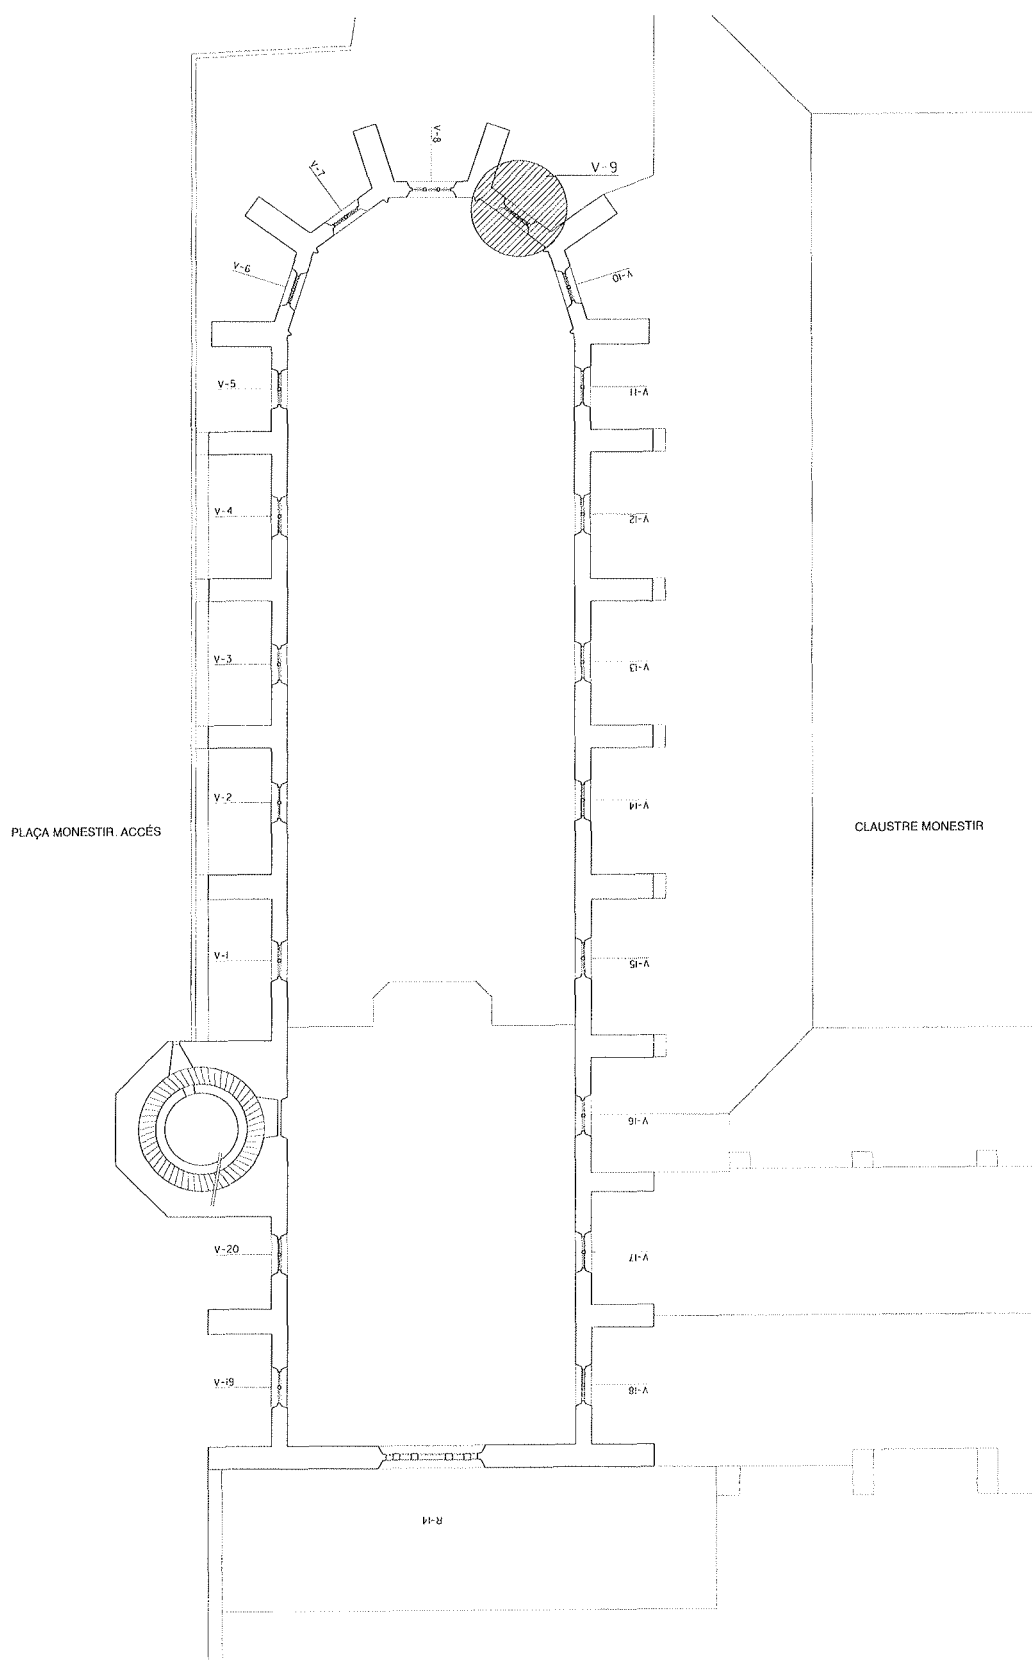 V-8
V-7
V-9
V-6
V-10
V-5
V-11
V-4
V-12
V-3
V-13
V-2
V-14
PLAÇA MONESTIR. ACCÉS
CLAUSTRE MONESTIR
V-1
V-15
V-16
V-20
V-17
V-19
V-18
R-14